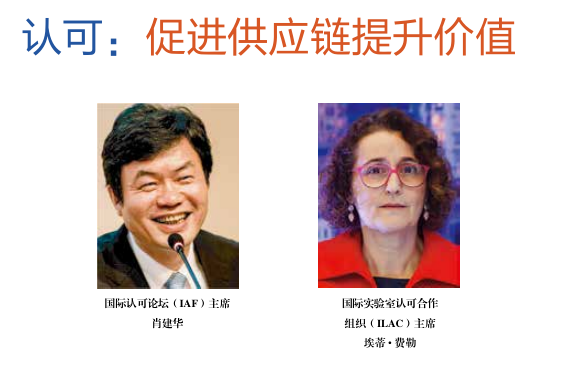 认可：促进供应链提升价值
国际认可论坛（IAF）主席
肖建华
国际实验室认可合作
组织（ILAC）主席
埃蒂·费勒